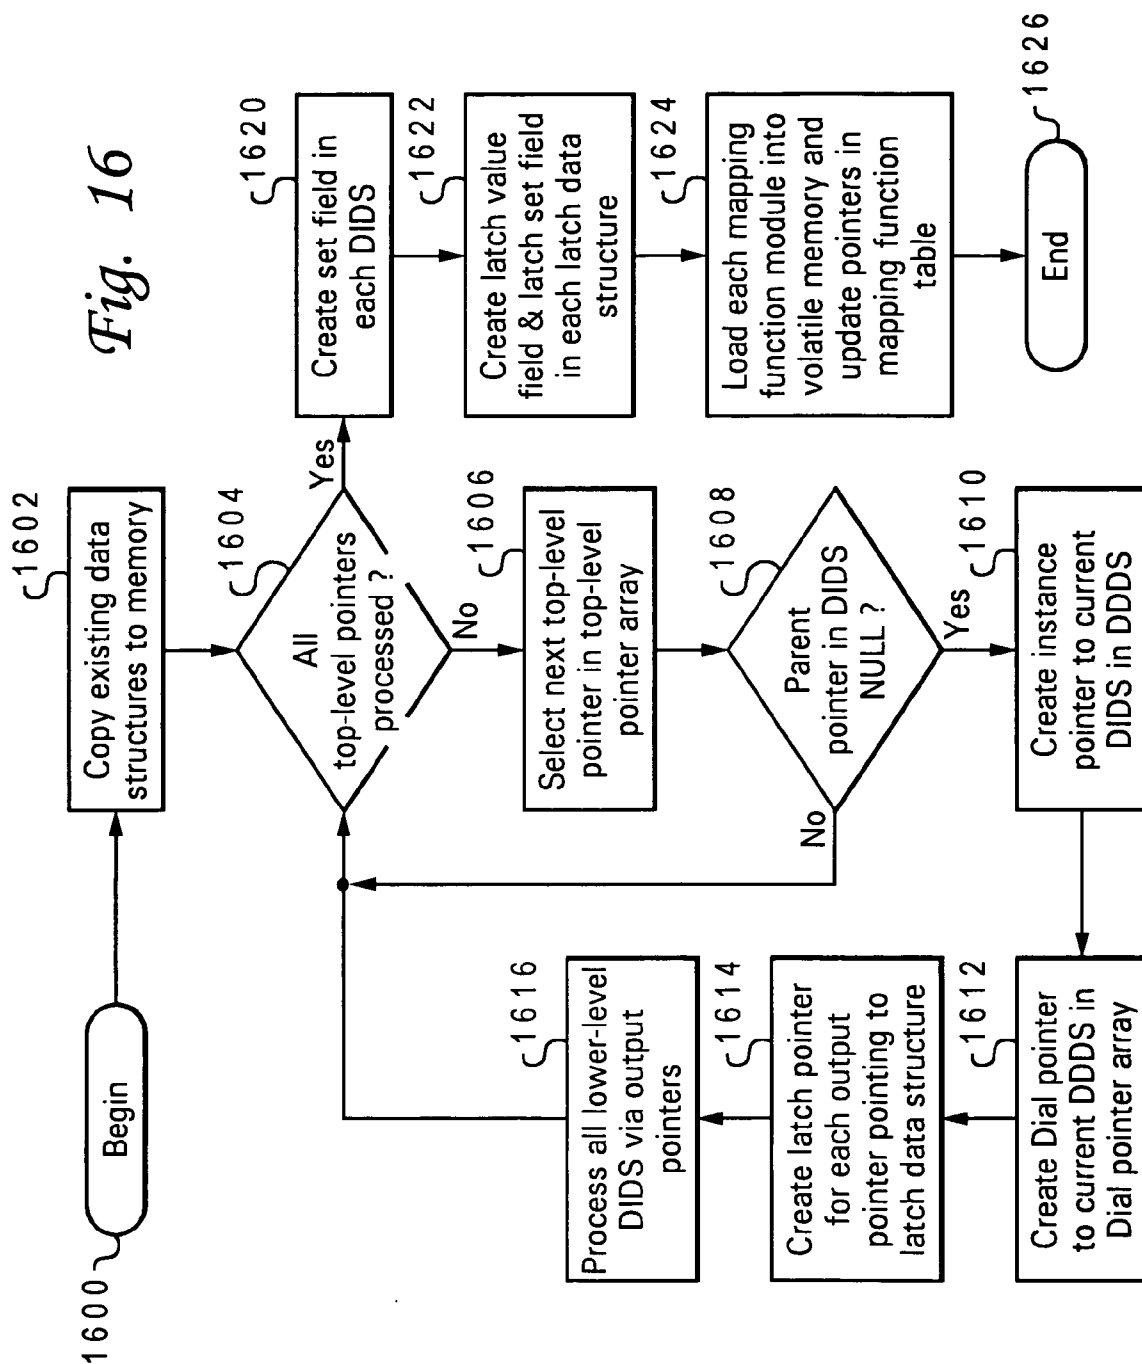 Fig. 16
1600
Begin
1602
Copy existing data
structures to memory
1604
All
top-level pointers
processed ?
Yes
No
1606
Select next top-level
pointer in top-level
pointer array
1608
Parent
pointer in DIDS
NULL ?
No
Yes
1610
Create instance
pointer to current
DIDS in DDDS
1612
Create Dial pointer
to current DDDS in
Dial pointer array
1614
Create latch pointer
for each output
pointer pointing to
latch data structure
1616
Process all lower-level
DIDS via output
pointers
1620
Create set field in
each DIDS
1622
Create latch value
field & latch set field
in each latch data
structure
1624
Load each mapping
function module into
volatile memory and
update pointers in
mapping function
table
1626
End